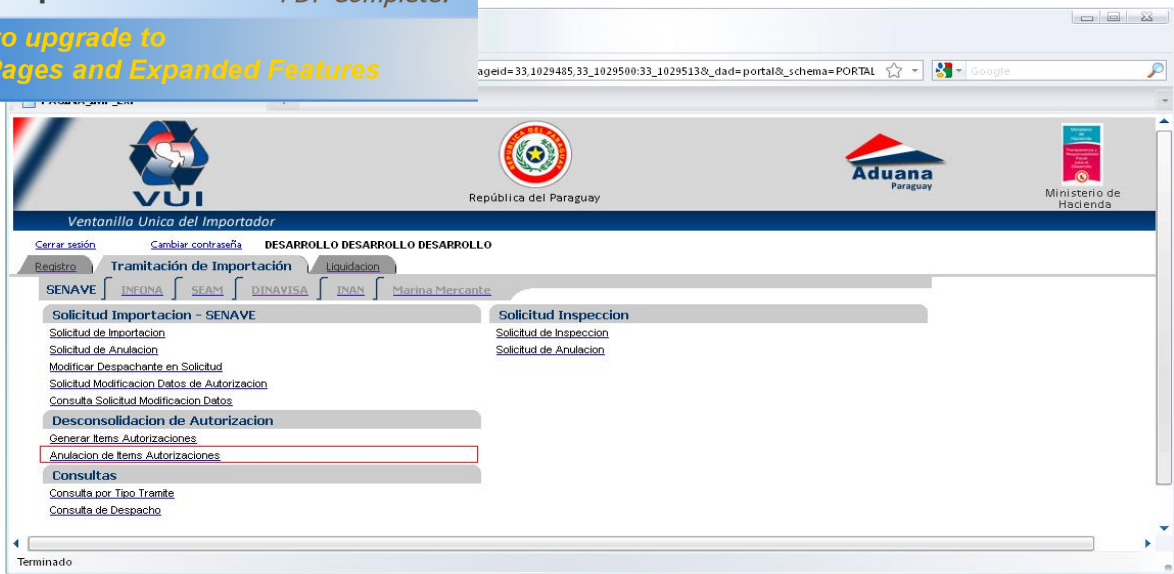 PDF Complete.
to upgrade to
Pages and Expanded Features
ageid=33,1029485,33_1029500:33_1029513&_dad=portal&_schema=PORTAL
Google
VUI
República del Paraguay
Aduana
Paraguay
Ministerio de
Hacienda
Ventanilla Unica del Importador
Cerrar sesión Cambiar contraseña DESARROLLO DESARROLLO DESARROLLO
Registro Tramitación de Importación Liquidacion
SENAVE INFONA SEAM DINAVISA INAN Marina Mercante
Solicitud Importacion - SENAVE
Solicitud de Importacion
Solicitud de Anulacion
Modificar Despachante en Solicitud
Solicitud Modificacion Datos de Autorizacion
Consulta Solicitud Modificacion Datos
Desconsolidacion de Autorizacion
Generar Items Autorizaciones
Anulacion de Items Autorizaciones
Consultas
Consulta por Tipo Tramite
Consulta de Despacho
Solicitud Inspeccion
Solicitud de Inspeccion
Solicitud de Anulacion
Terminado